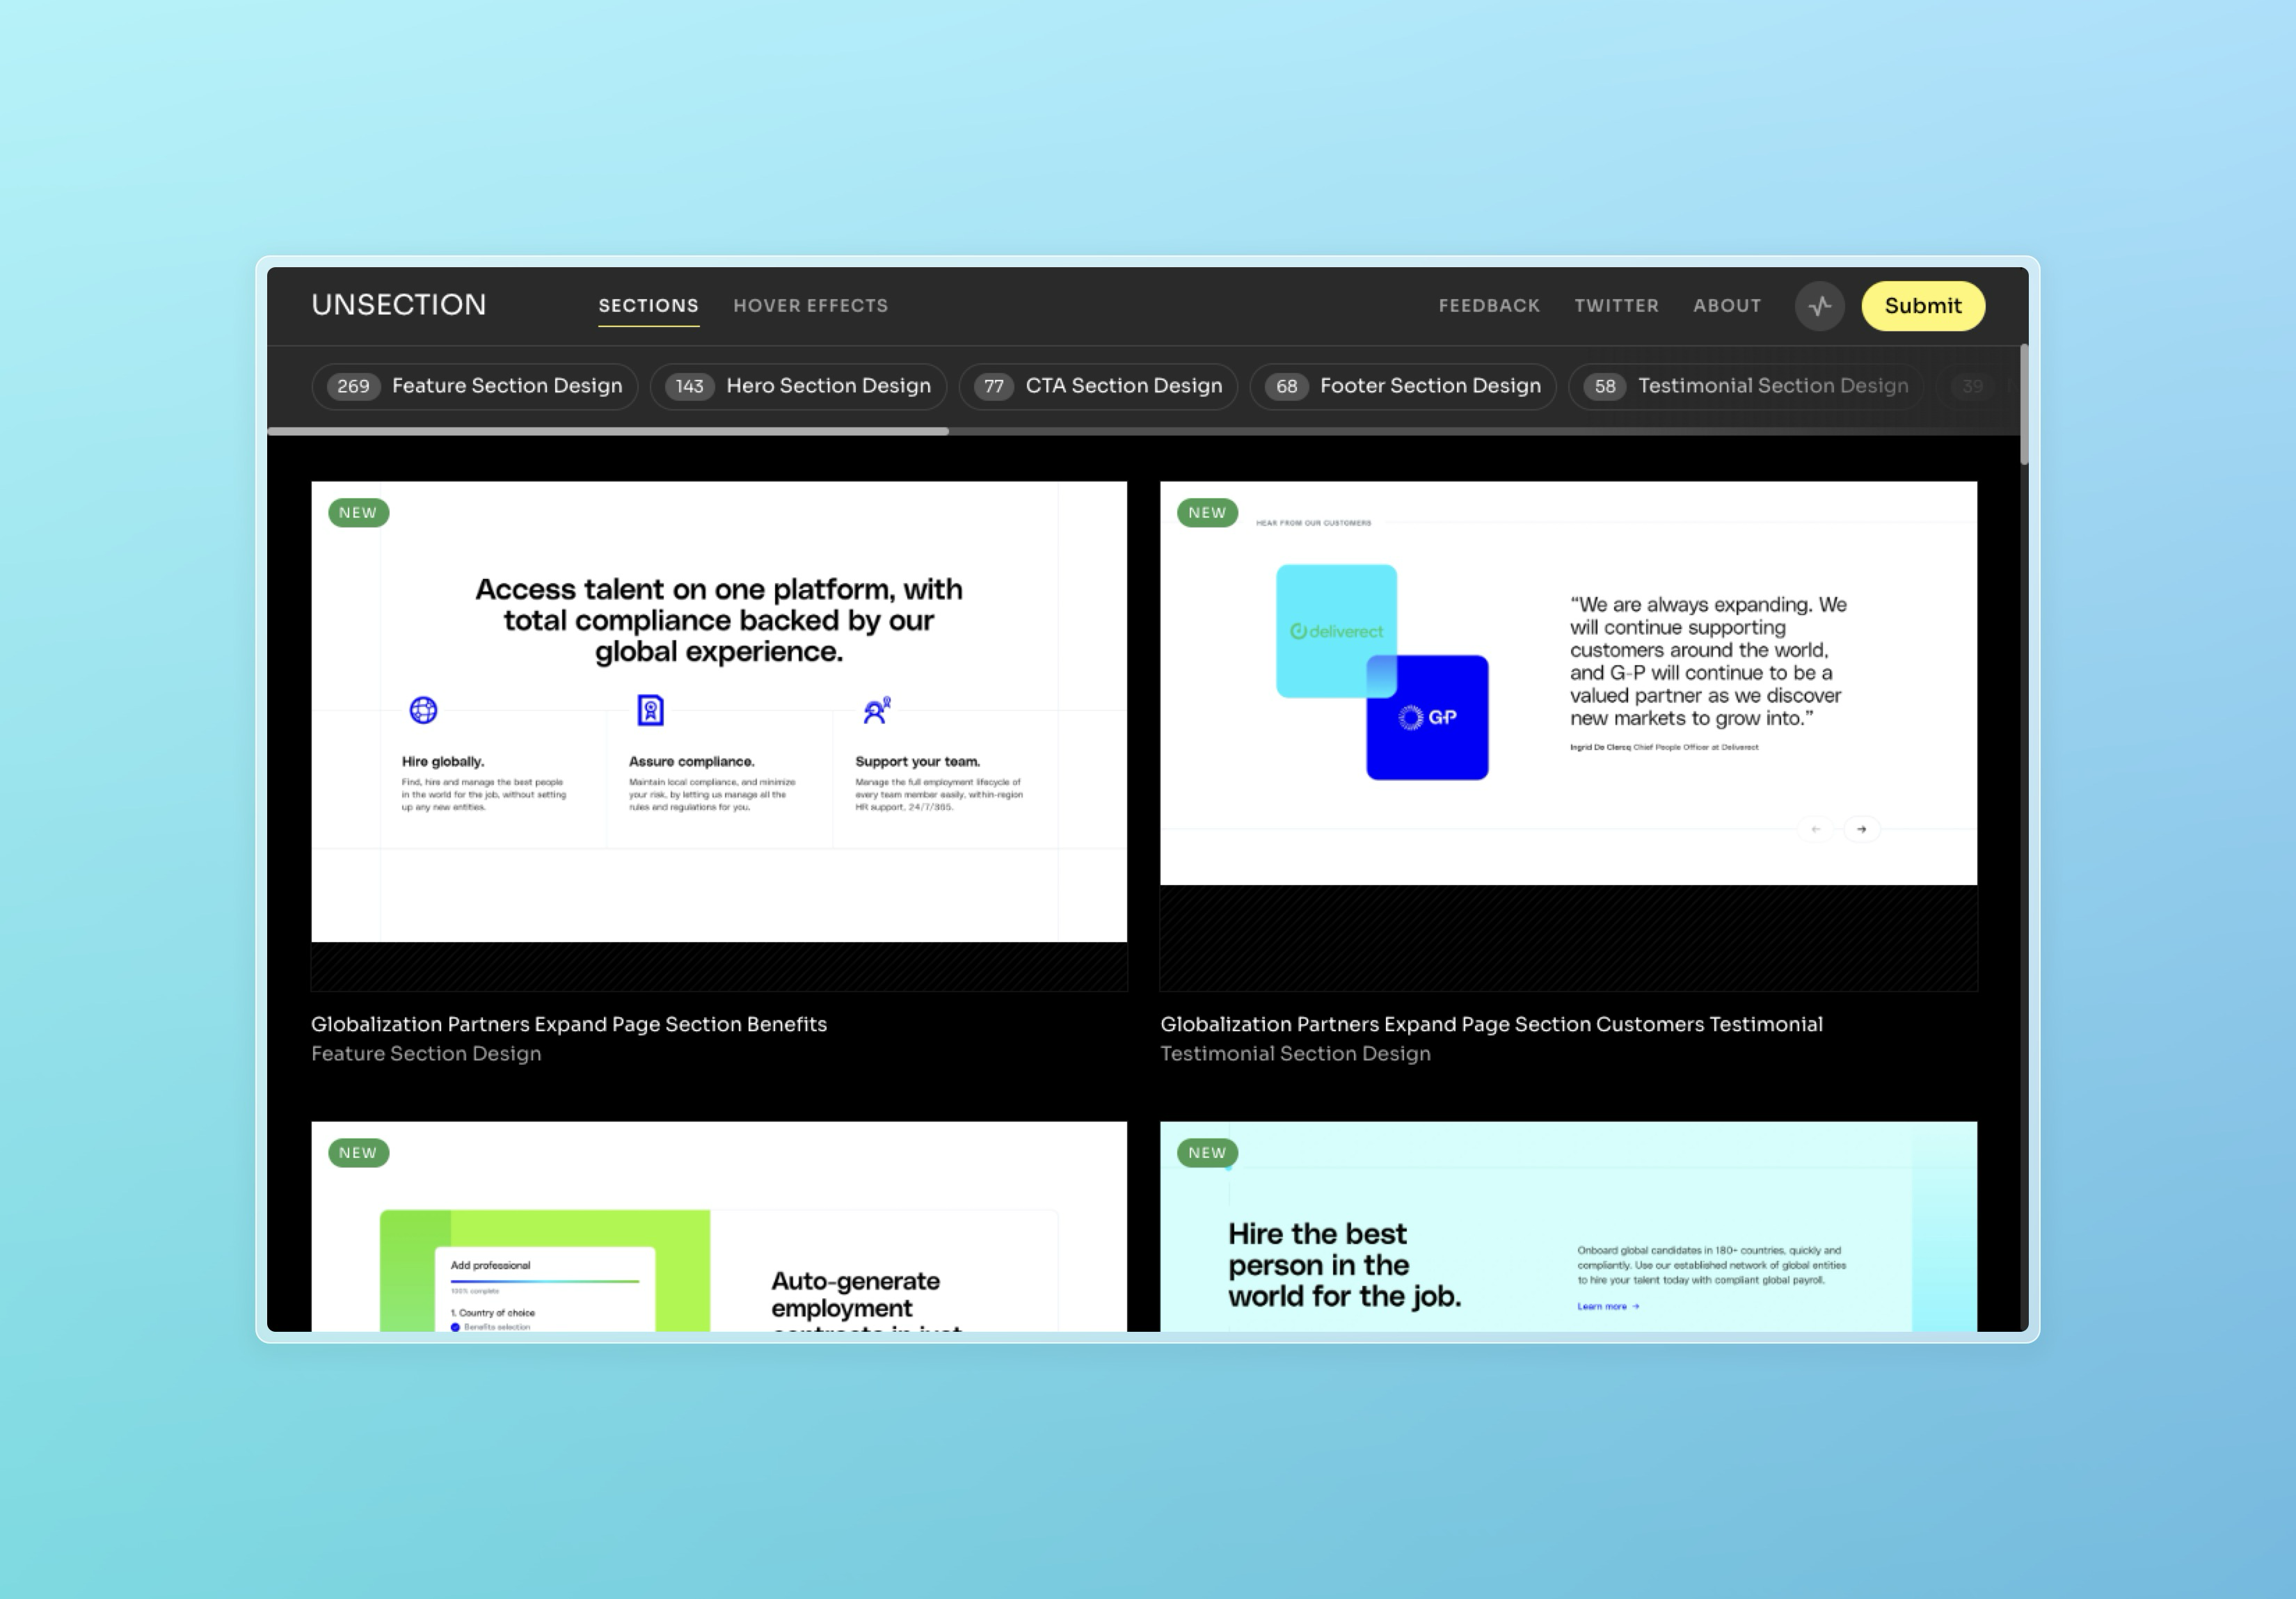 UNSECTION
SECTIONS
HOVER EFFECTS
FEEDBACK
TWITTER
ABOUT
Submit
269 Feature Section Design
143 Hero Section Design
77 CTA Section Design
68 Footer Section Design
58 Testimonial Section Design
39
NEW
Access talent on one platform, with
total compliance backed by our
global experience.
Hire globally.
Find, hire and manage the best people
in the world for the job, without setting
up any new entities.
Assure compliance.
Maintain local compliance, and minimize
your risk, by letting us manage all the
rules and regulations for you.
Support your team.
Manage the full employment lifecycle of
every team member easily, within-region
HR support, 24/7/365.
Globalization Partners Expand Page Section Benefits
Feature Section Design
NEW
HEAR FROM OUR CUSTOMERS
deliverect
G-P
“We are always expanding. We
will continue supporting
customers around the world,
and G-P will continue to be a
valued partner as we discover
new markets to grow into.”
Ingrid De Clercq Chief People Officer at Deliverect
Globalization Partners Expand Page Section Customers Testimonial
Testimonial Section Design
NEW
Add professional
100% complete
1. Country of choice
Benefits selection
Auto-generate
employment
contracts in just
NEW
Hire the best
person in the
world for the job.
Onboard global candidates in 180+ countries, quickly and
compliantly. Use our established network of global entities
to hire your talent today with compliant global payroll.
Learn more →